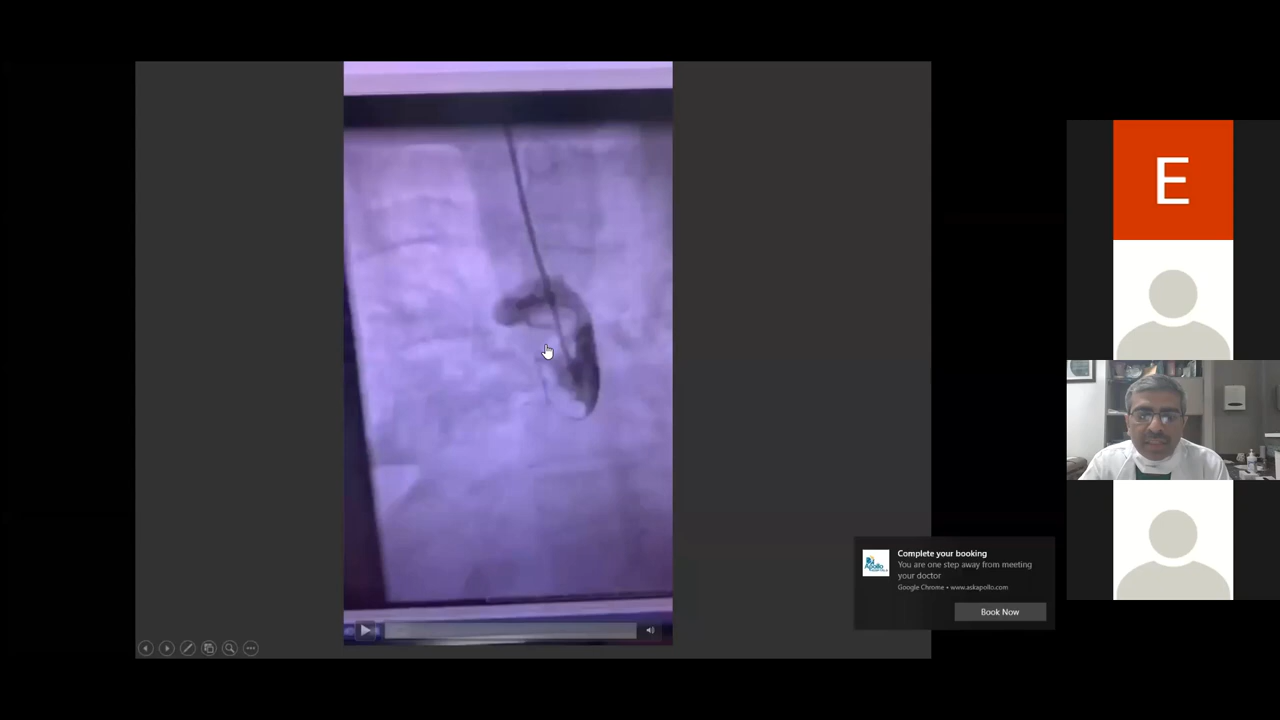 E
Complete your booking
You are one step away from meeting
your doctor
Google Chrome • www.askapollo.com
Book Now
Apollo